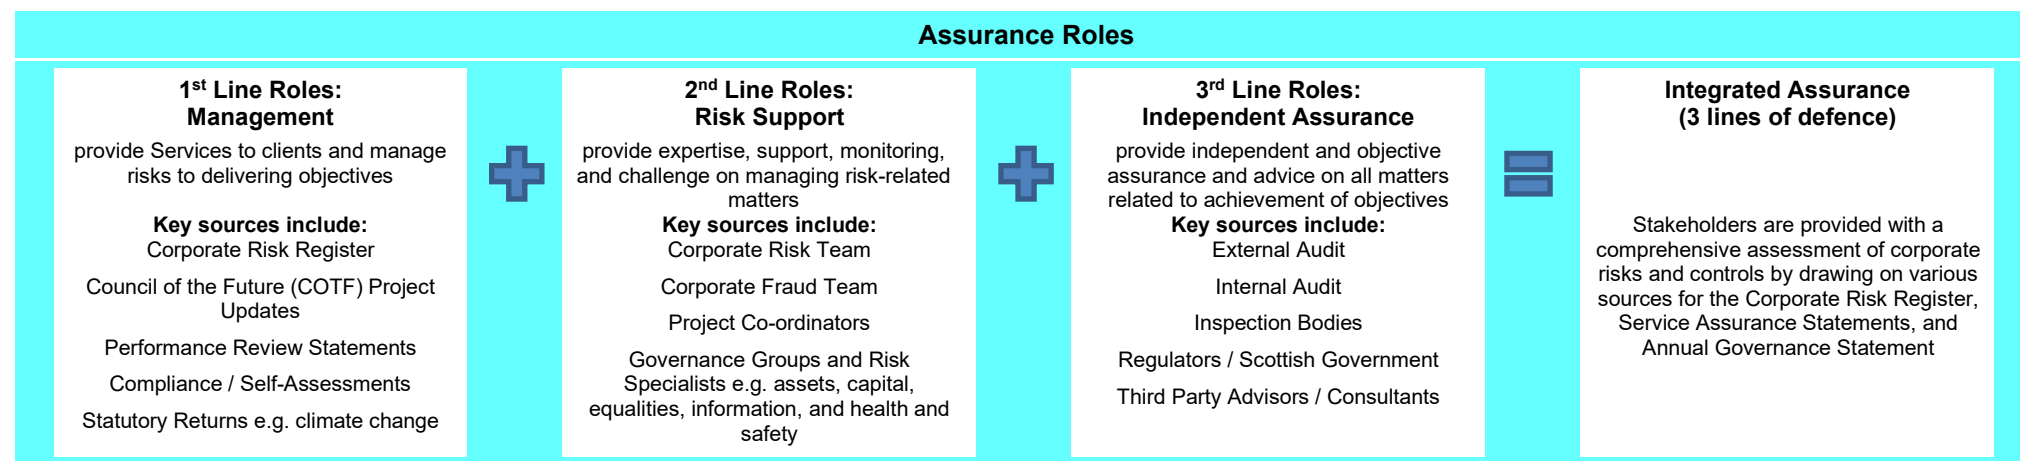 Assurance Roles
1st Line Roles:
Management
provide Services to clients and manage
risks to delivering objectives
Key sources include:
Corporate Risk Register
Council of the Future (COTF) Project
Updates
Performance Review Statements
Compliance / Self-Assessments
Statutory Returns e.g. climate change
2nd Line Roles:
Risk Support
provide expertise, support, monitoring,
and challenge on managing risk-related
matters
Key sources include:
Corporate Risk Team
Corporate Fraud Team
Project Co-ordinators
Governance Groups and Risk
Specialists e.g. assets, capital,
equalities, information, and health and
safety
3rd Line Roles:
Independent Assurance
provide independent and objective
assurance and advice on all matters
related to achievement of objectives
Key sources include:
External Audit
Internal Audit
Inspection Bodies
Regulators / Scottish Government
Third Party Advisors / Consultants
Integrated Assurance
(3 lines of defence)
Stakeholders are provided with a
comprehensive assessment of corporate
risks and controls by drawing on various
sources for the Corporate Risk Register,
Service Assurance Statements, and
Annual Governance Statement